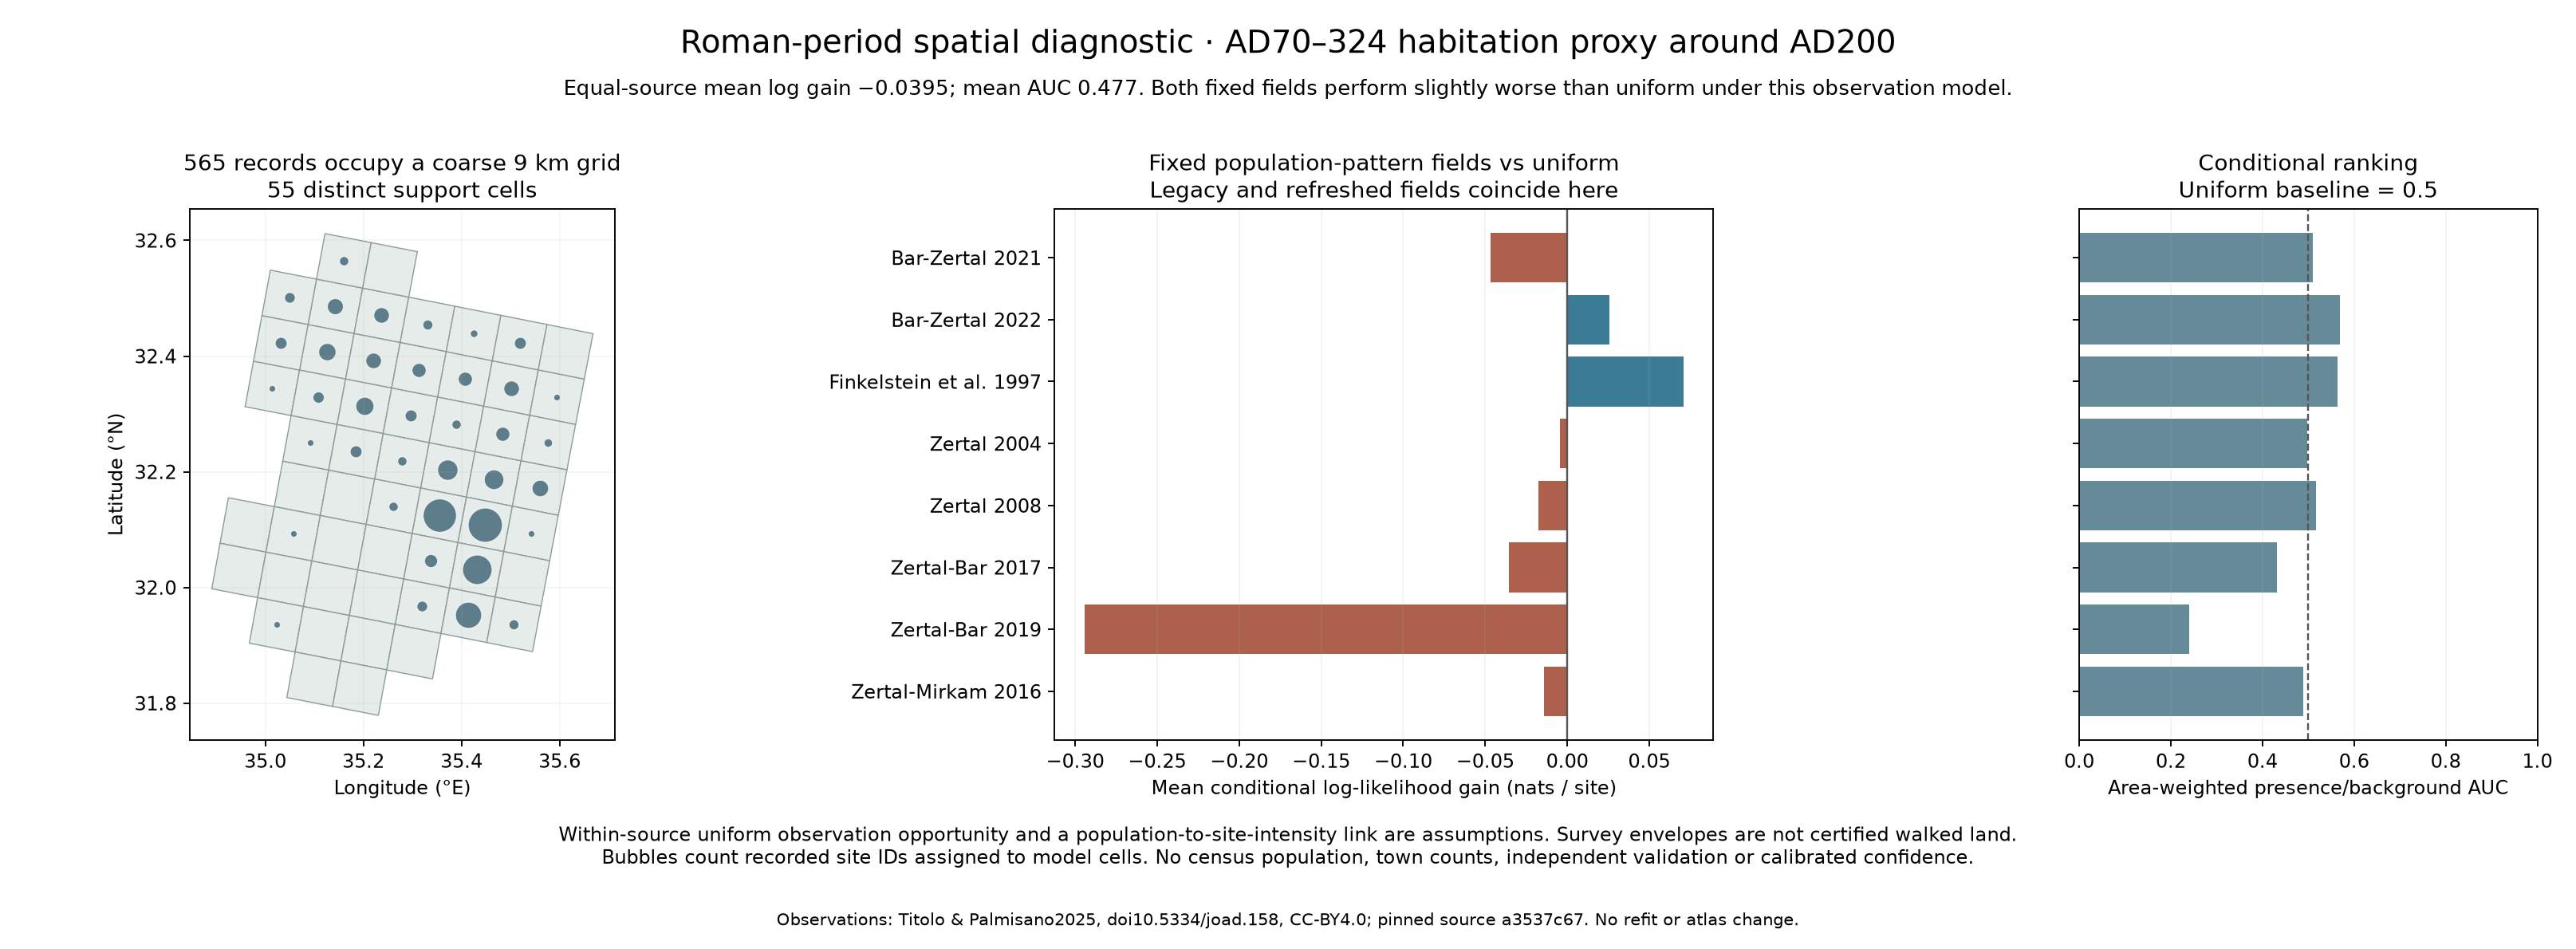 Roman-period spatial diagnostic · AD70–324 habitation proxy around AD200
Equal-source mean log gain −0.0395; mean AUC 0.477. Both fixed fields perform slightly worse than uniform under this observation model.
565 records occupy a coarse 9 km grid
55 distinct support cells
32.6
32.4
32.2
32.0
31.8
Latitude (°N)
35.0 35.2 35.4 35.6
Longitude (°E)
Fixed population-pattern fields vs uniform
Legacy and refreshed fields coincide here
Bar-Zertal 2021
Bar-Zertal 2022
Finkelstein et al. 1997
Zertal 2004
Zertal 2008
Zertal-Bar 2017
Zertal-Bar 2019
Zertal-Mirkam 2016
−0.30 −0.25 −0.20 −0.15 −0.10 −0.05 0.00 0.05
Mean conditional log-likelihood gain (nats / site)
Conditional ranking
Uniform baseline = 0.5
0.0 0.2 0.4 0.6 0.8 1.0
Area-weighted presence/background AUC
Within-source uniform observation opportunity and a population-to-site-intensity link are assumptions. Survey envelopes are not certified walked land.
Bubbles count recorded site IDs assigned to model cells. No census population, town counts, independent validation or calibrated confidence.
Observations: Titolo & Palmisano2025, doi10.5334/joad.158, CC-BY4.0; pinned source a3537c67. No refit or atlas change.